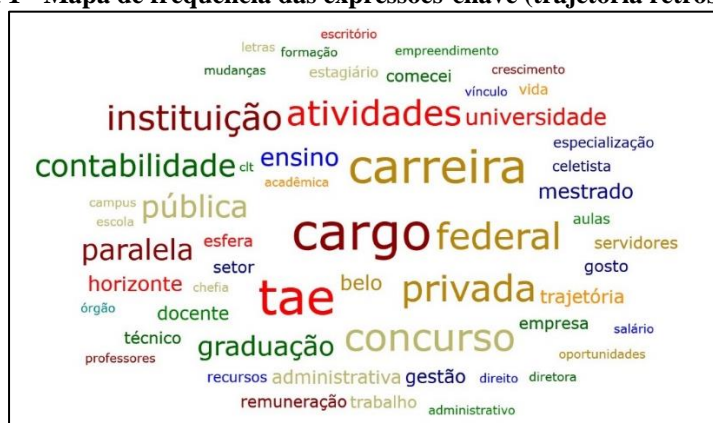 1 - Mapa de frequência das expressões-chave (trajetória retros
escritório
letras formação empreendimento
mudanças estagiário comecei crescimento
vínculo vida
instituição atividades universidade
especialização
contabilidade clt ensino carreira celetista
acadêmica mestrado
campus pública
escola cargo federal aulas
paralela esfera servidores
setor gosto
horizonte chefia tae belo privada trajetória
órgão docente
técnico graduação concurso empresa salário
professores oportunidades
recursos administrativa gestão direito diretora
remuneração trabalho administrativo